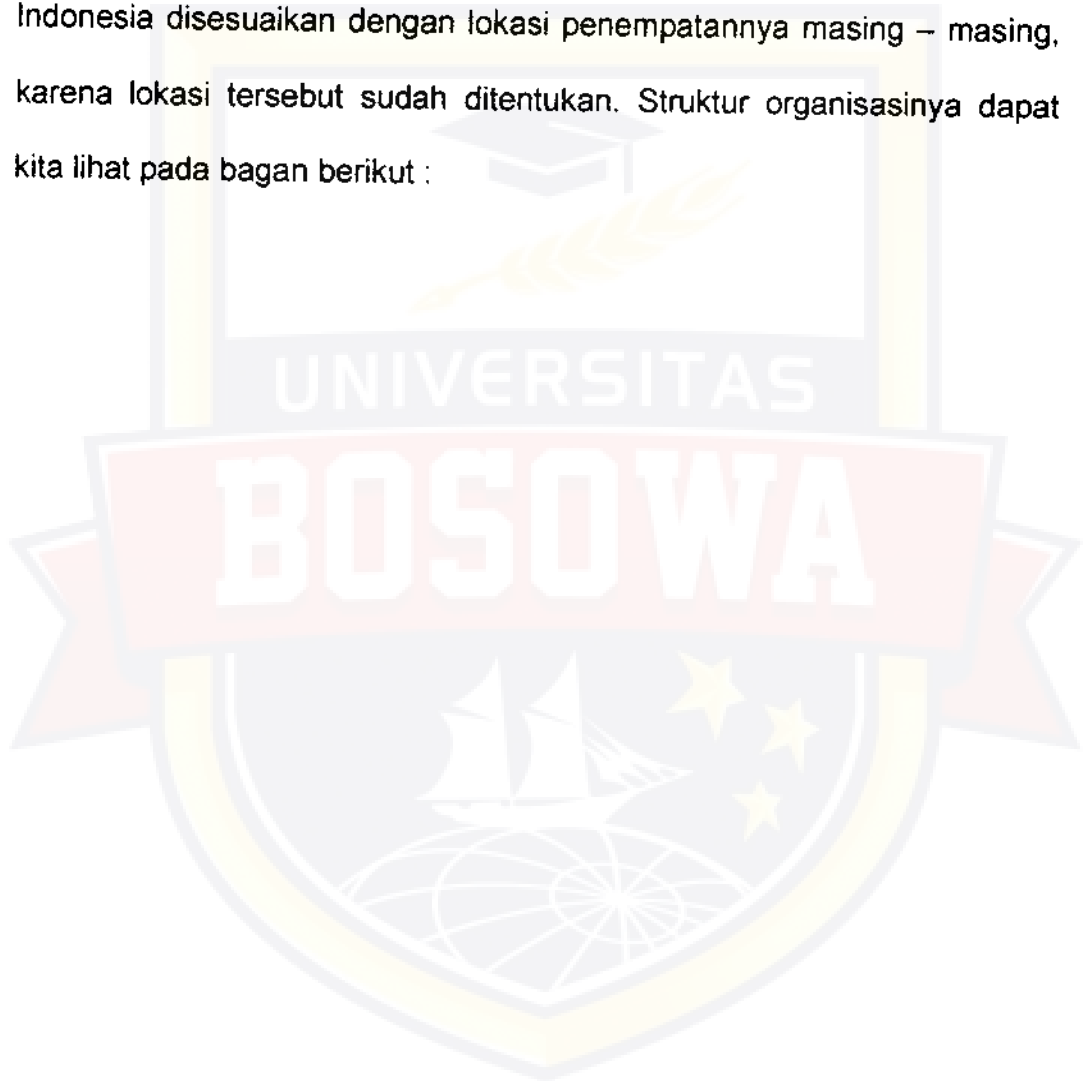 Indonesia disesuaikan dengan lokasi penempatannya masing – masing,
karena lokasi tersebut sudah ditentukan. Struktur organisasinya dapat
kita lihat pada bagan berikut :
UNIVERSITAS
BOSOWA